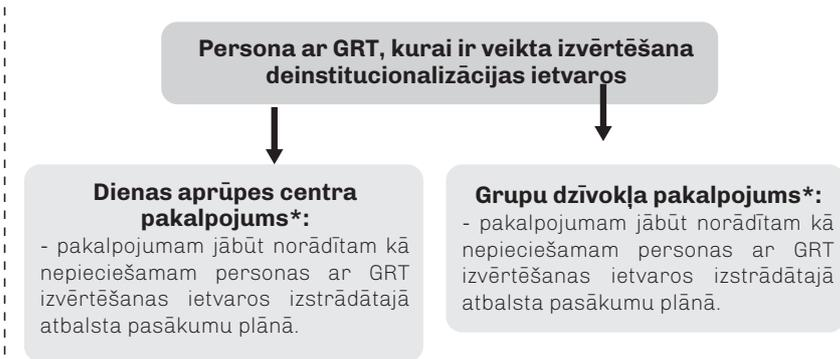 Persona ar GRT, kurai ir veikta izvērtēšana
deinstitucionalizācijas ietvaros
Dienas aprūpes centra
pakalpojums*:
- pakalpojumam jābūt norādītam kā
nepieciešamam personas ar GRT
izvērtēšanas ietvaros izstrādātajā
atbalsta pasākumu plānā.
Grupu dzīvokļa pakalpojums*:
- pakalpojumam jābūt norādītam kā
nepieciešamam personas ar GRT
izvērtēšanas ietvaros izstrādātajā
atbalsta pasākumu plānā.